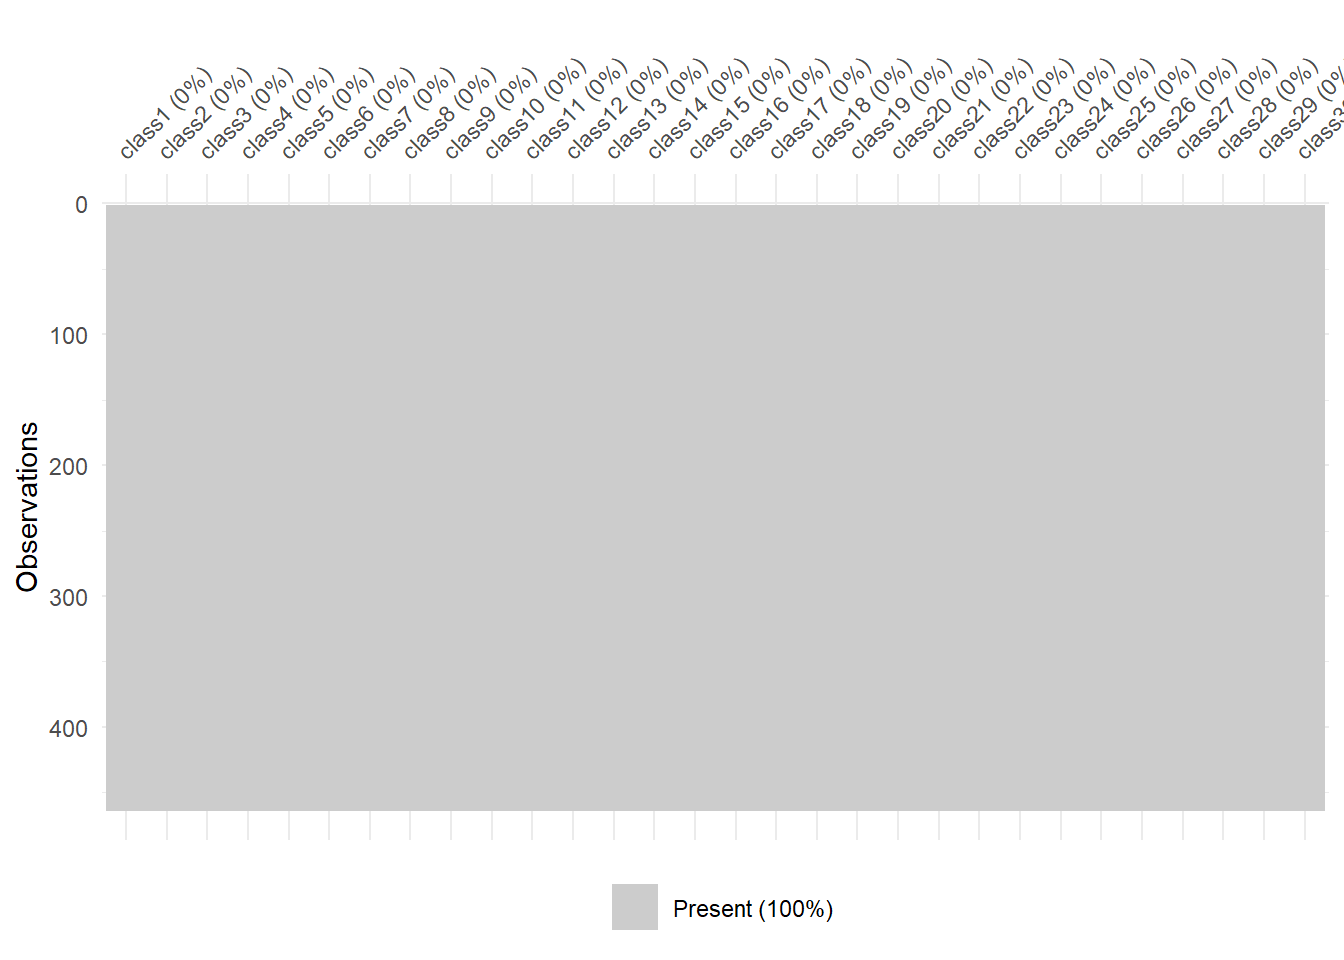 class1 (0%)
class2 (0%)
class3 (0%)
class4 (0%)
class5 (0%)
class6 (0%)
class7 (0%)
class8 (0%)
class9 (0%)
class10 (0%)
class11 (0%)
class12 (0%)
class13 (0%)
class14 (0%)
class15 (0%)
class16 (0%)
class17 (0%)
class18 (0%)
class19 (0%)
class20 (0%)
class21 (0%)
class22 (0%)
class23 (0%)
class24 (0%)
class25 (0%)
class26 (0%)
class27 (0%)
class28 (0%)
class29 (0%)
0
100
200
300
400
Observations
Present (100%)